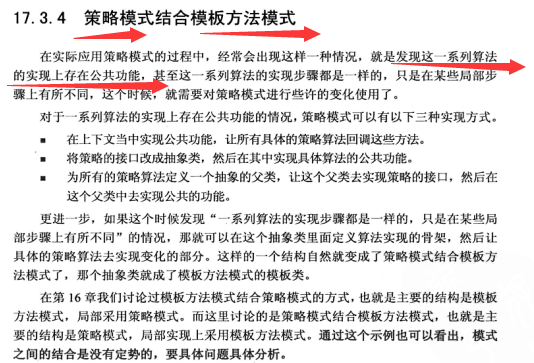 17.3.4 策略模式结合模板方法模式
在实际应用策略模式的过程中，经常会出现这样一种情况，就是发现这一系列算法
的实现上存在公共功能，甚至这一系列算法的实现步骤都是一样的，只是在某些局部步
骤上有所不同，这个时候，就需要对策略模式进行些许的变化使用了。
对于一系列算法的实现上存在公共功能的情况，策略模式可以有以下三种实现方式。
■ 在上下文当中实现公共功能，让所有具体的策略算法回调这些方法。
■ 将策略的接口改成抽象类，然后在其中实现具体算法的公共功能。
■ 为所有的策略算法定义一个抽象的父类，让这个父类去实现策略的接口，然后在
这个父类中去实现公共的功能。
更进一步，如果这个时候发现“一系列算法的实现步骤都是一样的，只是在某些局
部步骤上有所不同”的情况，那就可以在这个抽象类里面定义算法实现的骨架，然后让
具体的策略算法去实现变化的部分。这样的一个结构自然就变成了策略模式结合模板方
法模式了，那个抽象类就成了模板方法模式的模板类。
在第 16 章我们讨论过模板方法模式结合策略模式的方式，也就是主要的结构是模板
方法模式，局部采用策略模式。而这里讨论的是策略模式结合模板方法模式，也就是主
要的结构是策略模式，局部实现上采用模板方法模式。通过这个示例也可以看出，模式
之间的结合是没有定势的，要具体问题具体分析。